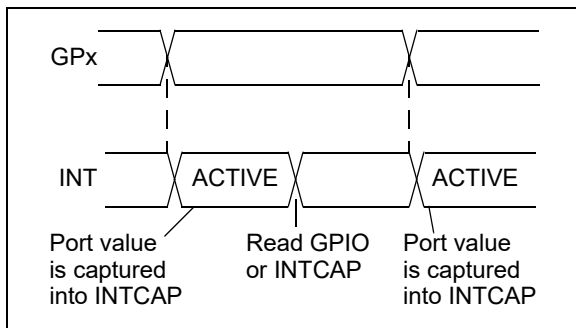 GPx
INT
ACTIVE
ACTIVE
Port value
is captured
into INTCAP
Read GPIO
or INTCAP
Port value
is captured
into INTCAP